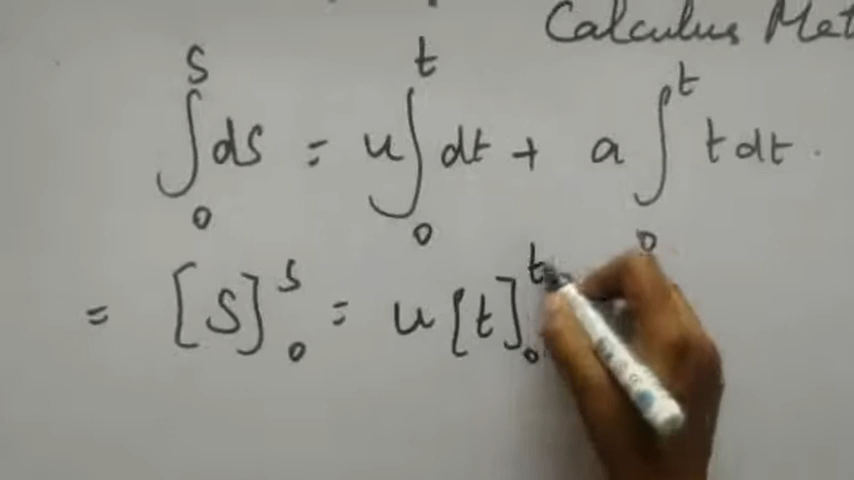 Calculus Met
∫₀ˢ ds = u ∫₀ᵗ dt + a ∫₀ᵗ t dt.
= [S]₀ˢ = u [t]₀ᵗ